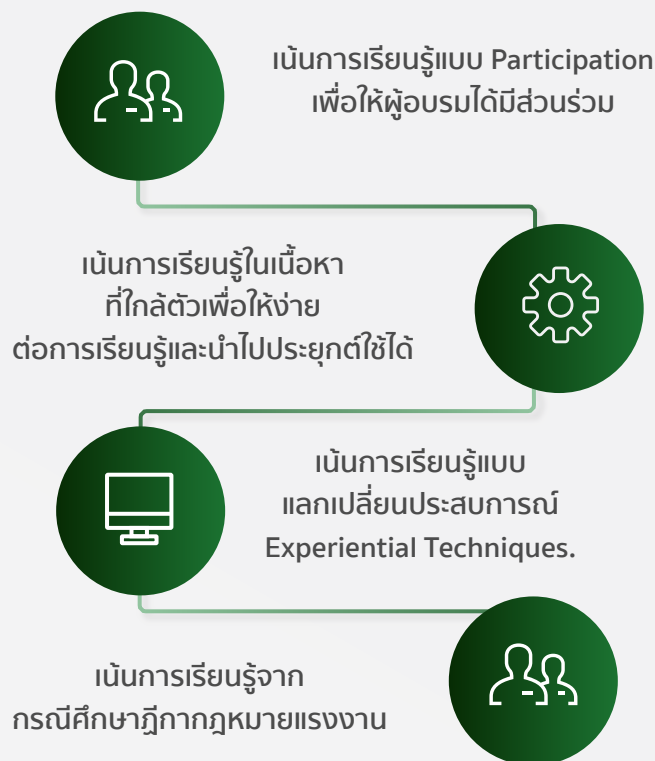 เน้นการเรียนรู้แบบ Participation
เพื่อให้ผู้อบรมได้มีส่วนร่วม
เน้นการเรียนรู้ในเนื้อหา
ที่ใกล้ตัวเพื่อให้ง่าย
ต่อการเรียนรู้และนำไปประยุกต์ใช้ได้
เน้นการเรียนรู้แบบ
แลกเปลี่ยนประสบการณ์
Experiential Techniques.
เน้นการเรียนรู้จาก
กรณีศึกษาฎีกากฎหมายแรงงาน